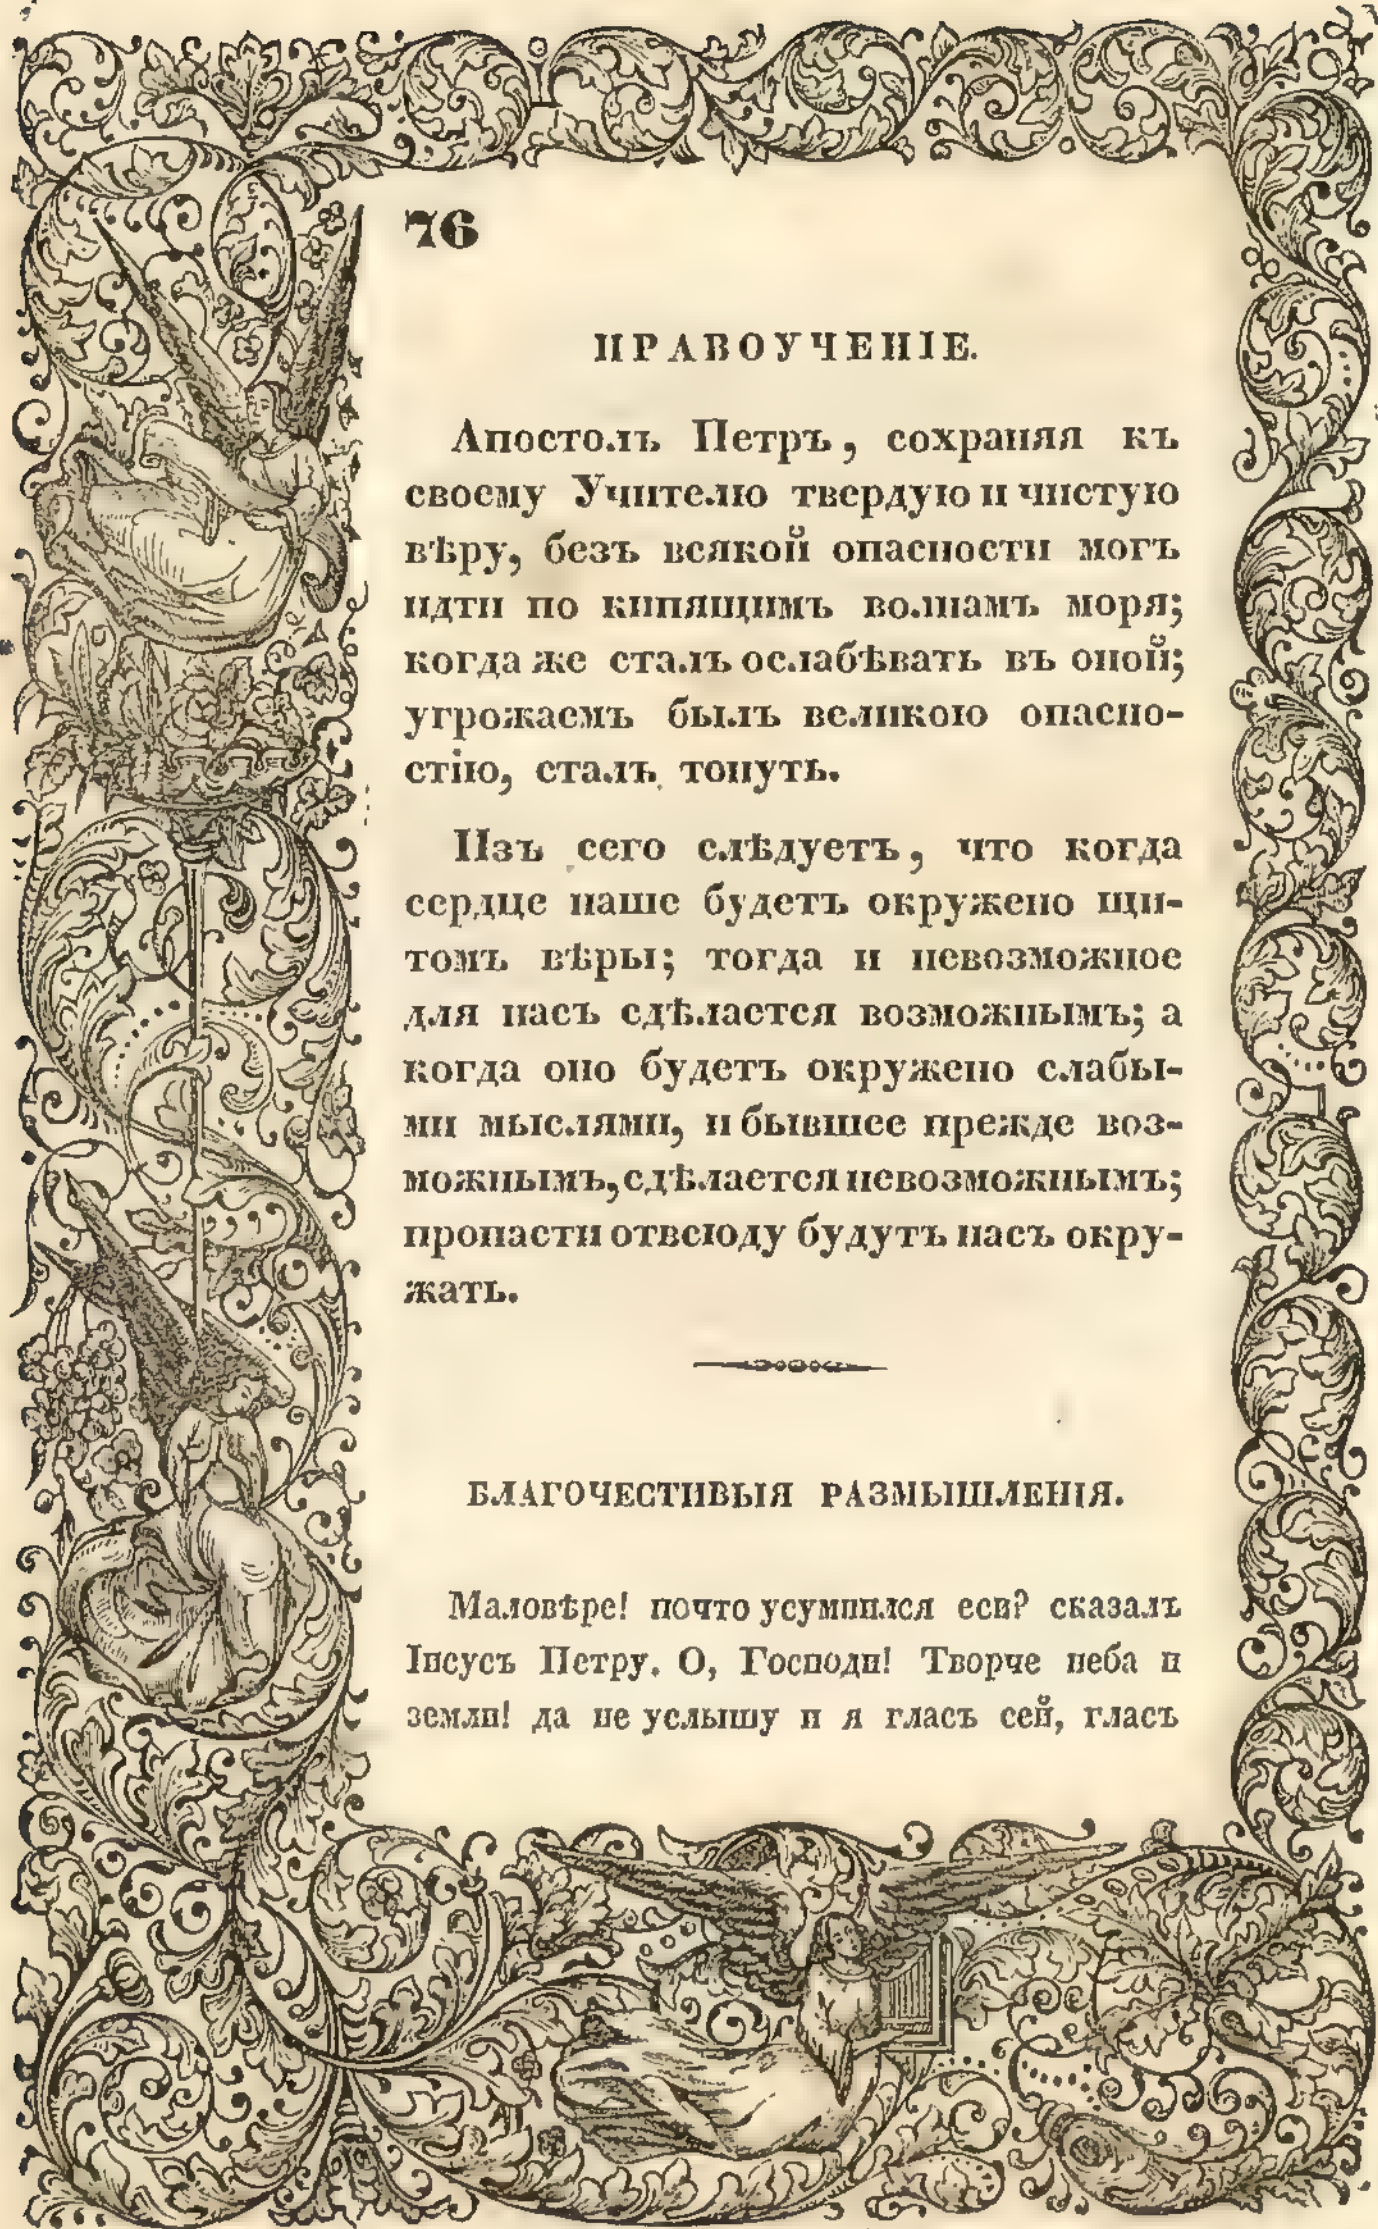 76
НРАВОУЧЕНІЕ.
Апостолъ Петръ, сохраняя къ
своему Учителю твердую и чистую
вѣру, безъ всякой опасности могъ
идти по кипящимъ волнамъ моря;
когда же сталъ ослабѣвать въ оной;
угрожаемъ былъ великою опасно-
стію, сталъ тонуть.
Изъ сего слѣдуетъ, что когда
сердце наше будетъ окружено щи-
томъ вѣры; тогда и невозможное
для насъ сдѣлается возможнымъ; а
когда оно будетъ окружено слабы-
ми мыслями, и бывшее прежде воз-
можнымъ, сдѣлается невозможнымъ;
пропасти отвсюду будутъ насъ окру-
жать.
БЛАГОЧЕСТИВЫЯ РАЗМЫШЛЕНІЯ.
Маловѣре! почто усумнился еси? сказалъ
Іисусъ Петру. О, Господи! Творче неба и
земли! да не услышу и я гласъ сей, гласъ